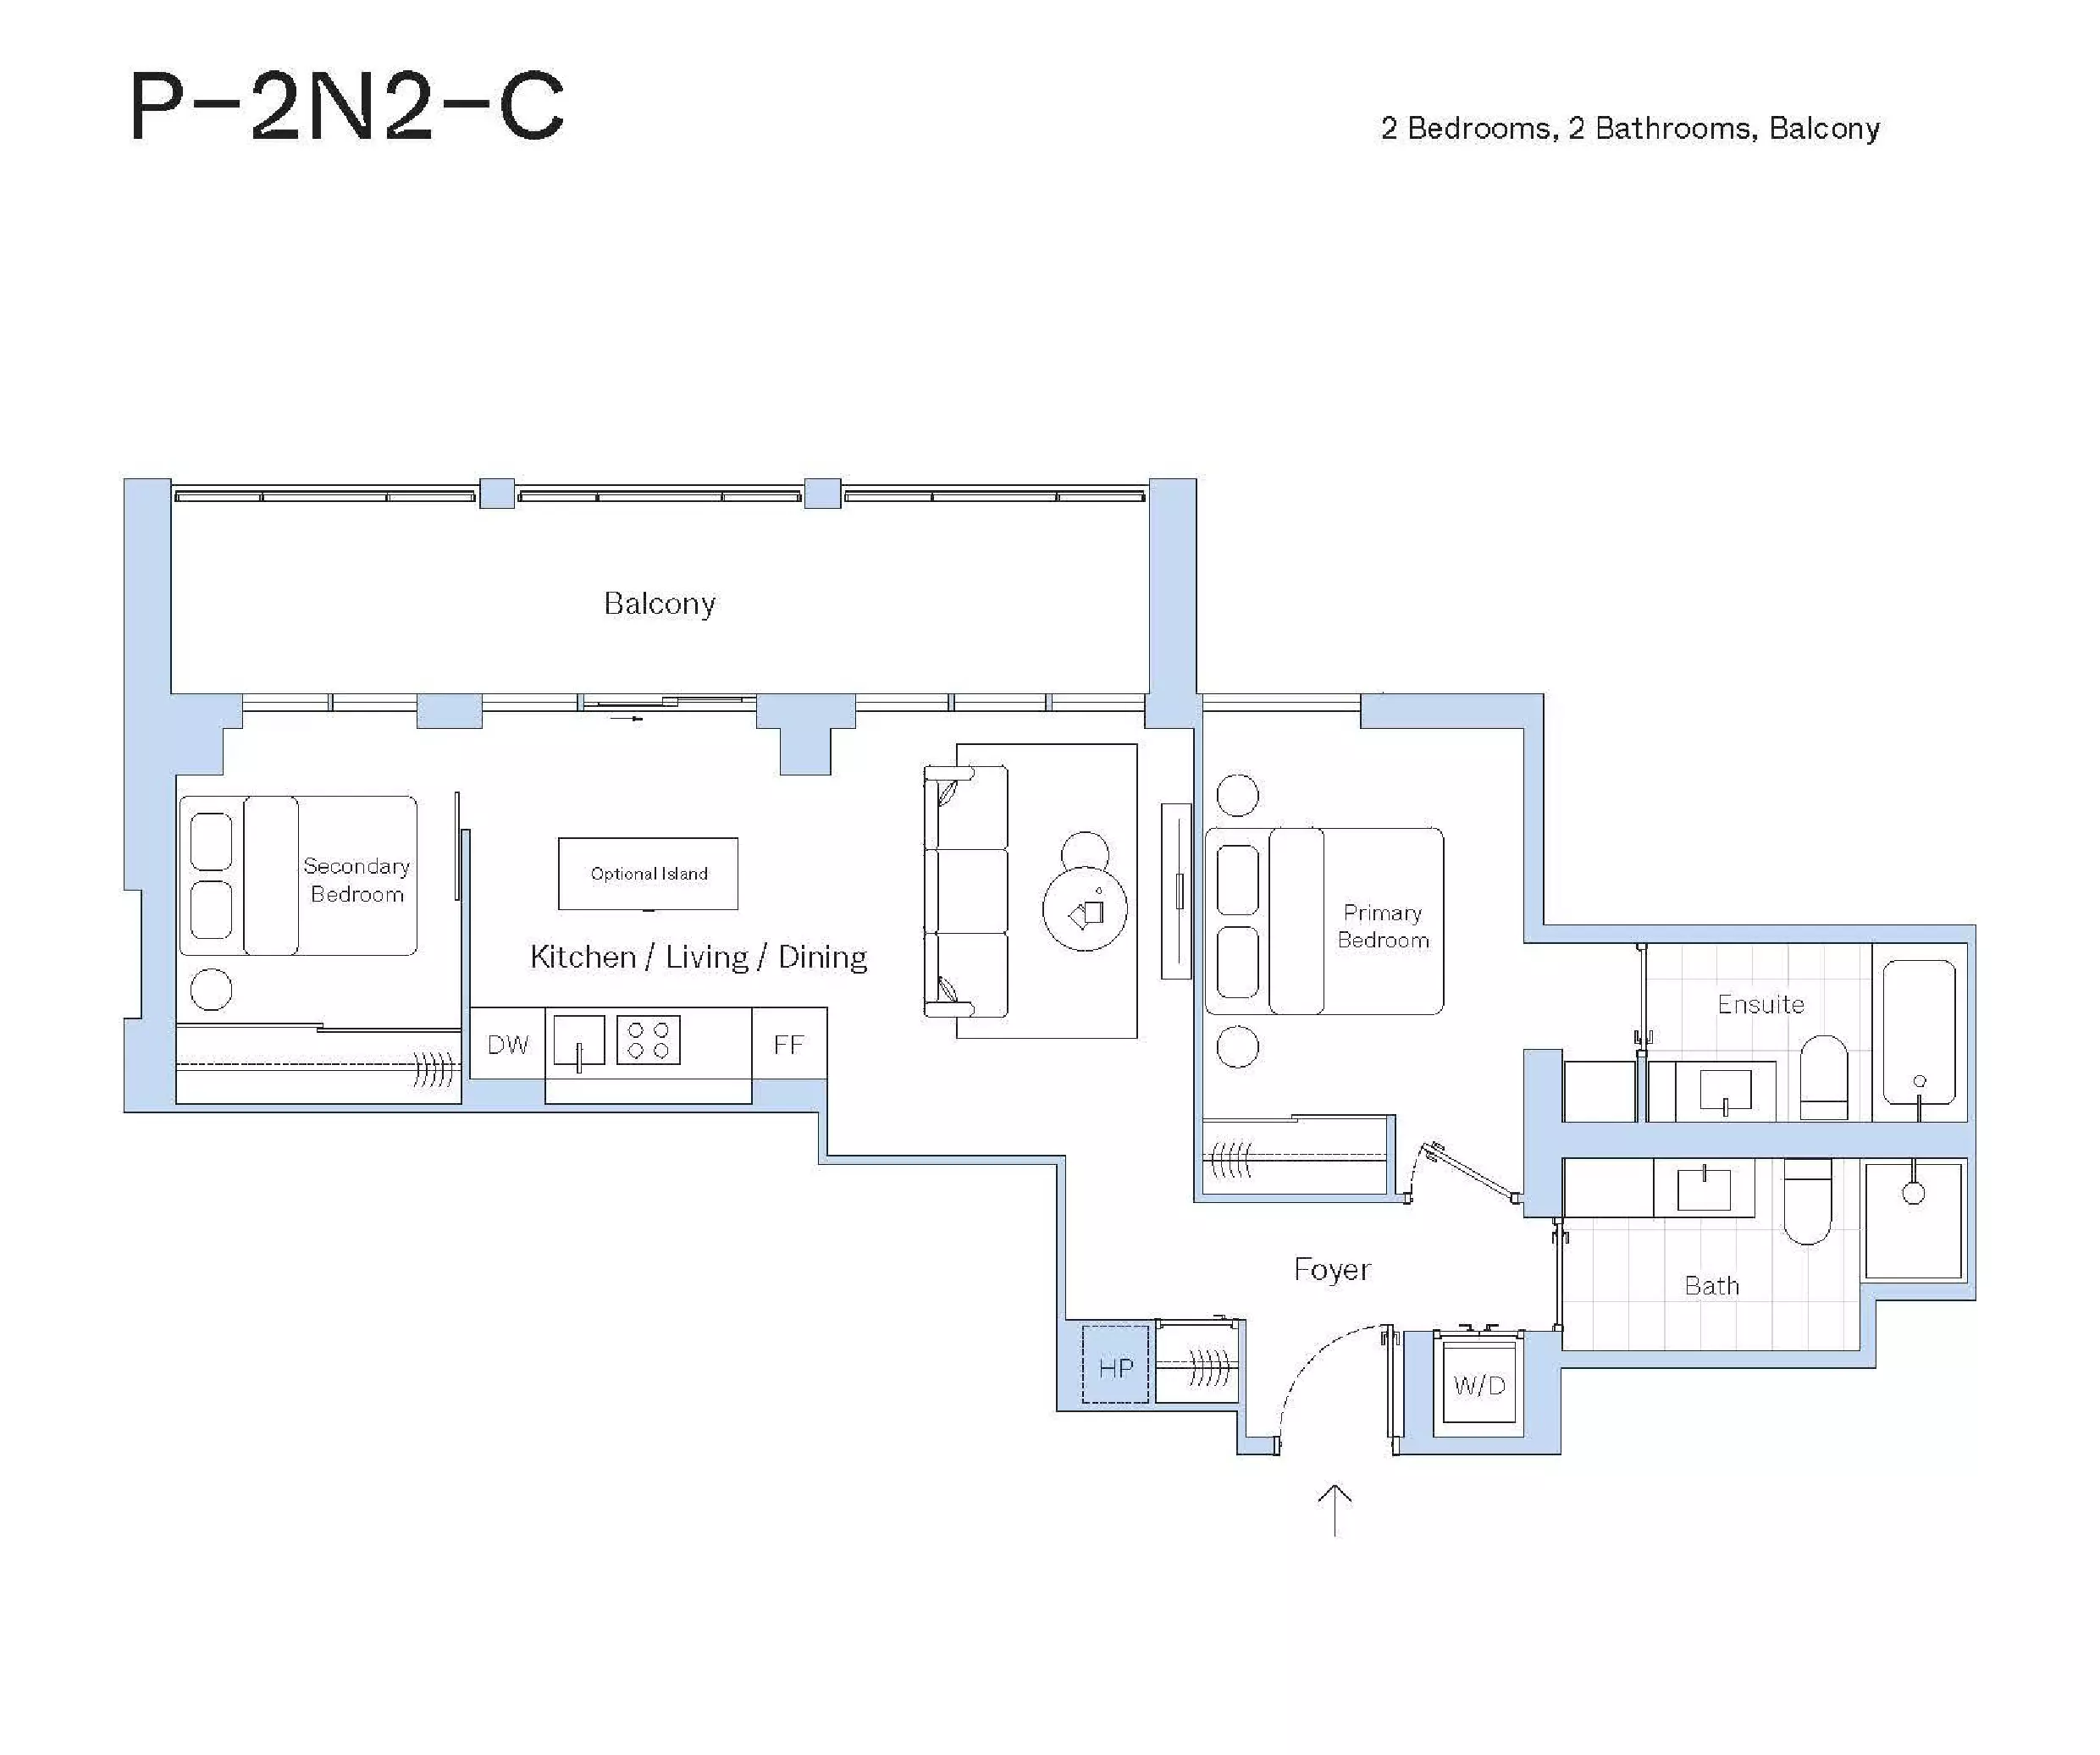 P-2N2-C
2 Bedrooms, 2 Bathrooms, Balcony
Balcony
Secondary
Bedroom
Optional Island
Kitchen / Living / Dining
DW
FF
Primary
Bedroom
Ensuite
Foyer
Bath
HP
W/D